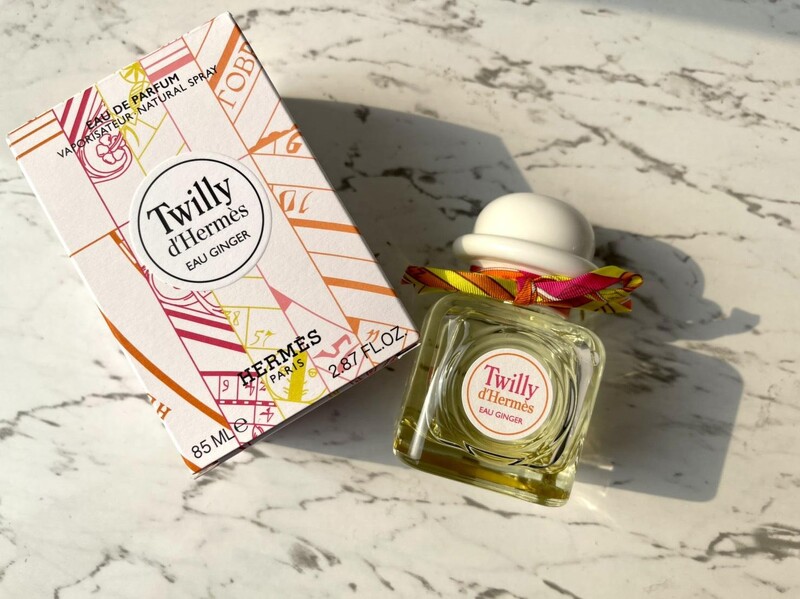 EAU DE PARFUM
VAPORISATEUR-NATURAL SPRAY
Twilly
d'Hermès
EAU GINGER
HERMÈS
PARIS
85 ML℮
2.87 FL.OZ
Twilly
d'Hermès
EAU GINGER